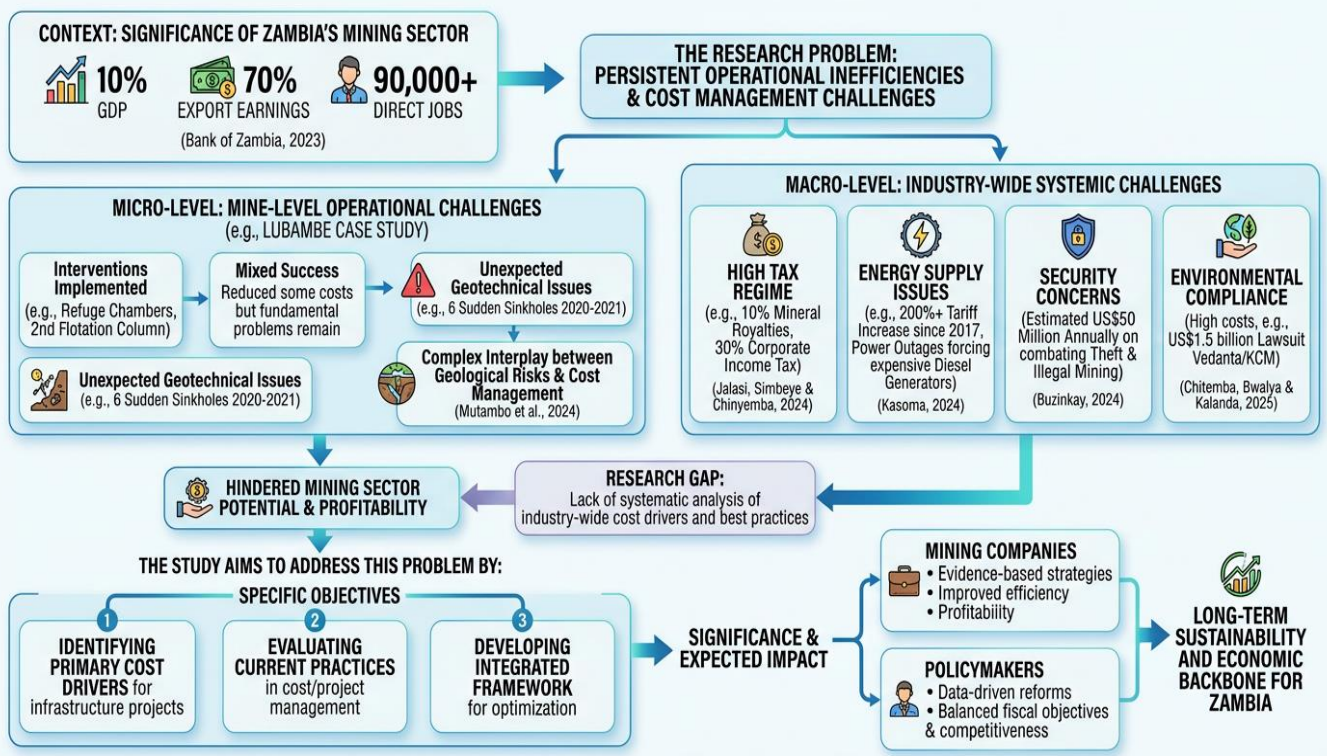 CONTEXT: SIGNIFICANCE OF ZAMBIA'S MINING SECTOR
10%
GDP
70%
EXPORT EARNINGS
90,000+
DIRECT JOBS
(Bank of Zambia, 2023)
THE RESEARCH PROBLEM:
PERSISTENT OPERATIONAL INEFFICIENCIES
& COST MANAGEMENT CHALLENGES
MICRO-LEVEL: MINE-LEVEL OPERATIONAL CHALLENGES
(e.g., LUBAMBE CASE STUDY)
Interventions
Implemented
(e.g., Refuge Chambers,
2nd Flotation Column)
Mixed Success
Reduced some costs
but fundamental
problems remain
Unexpected
Geotechnical Issues
(e.g., 6 Sudden Sinkholes 2020-2021)
Unexpected Geotechnical Issues
(e.g., 6 Sudden Sinkholes 2020-2021)
Complex Interplay between
Geological Risks & Cost
Management
(Mutambo et al., 2024)
MACRO-LEVEL: INDUSTRY-WIDE SYSTEMIC CHALLENGES
HIGH TAX
REGIME
(e.g., 10% Mineral
Royalties,
30% Corporate
Income Tax)
(Jalasi, Simbeye &
Chinyemba, 2024)
ENERGY SUPPLY
ISSUES
(e.g., 200%+ Tariff
Increase since 2017,
Power Outages forcing
expensive Diesel
Generators)
(Kasoma, 2024)
SECURITY
CONCERNS
(Estimated US$50
Million Annually on
combating Theft &
Illegal Mining)
(Buzinkay, 2024)
ENVIRONMENTAL
COMPLIANCE
(High costs, e.g.,
US$1.5 billion Lawsuit
Vedanta/KCM)
(Chitemba, Bwalya &
Kalanda, 2025)
HINDERED MINING SECTOR
POTENTIAL & PROFITABILITY
RESEARCH GAP:
Lack of systematic analysis of
industry-wide cost drivers and best practices
THE STUDY AIMS TO ADDRESS THIS PROBLEM BY:
SPECIFIC OBJECTIVES
1
IDENTIFYING
PRIMARY COST
DRIVERS for
infrastructure projects
2
EVALUATING
CURRENT PRACTICES
in cost/project
management
3
DEVELOPING
INTEGRATED
FRAMEWORK
for optimization
SIGNIFICANCE &
EXPECTED IMPACT
MINING COMPANIES
• Evidence-based strategies
• Improved efficiency
• Profitability
POLICYMAKERS
• Data-driven reforms
• Balanced fiscal objectives
& competitiveness
LONG-TERM
SUSTAINABILITY
AND ECONOMIC
BACKBONE FOR
ZAMBIA